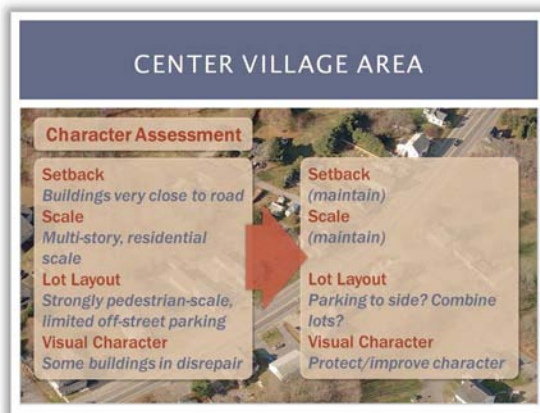 CENTER VILLAGE AREA
Character Assessment
Setback
Buildings very close to road
Scale
Multi-story, residential
scale
Lot Layout
Strongly pedestrian-scale,
limited off-street parking
Visual Character
Some buildings in disrepair
Setback
(maintain)
Scale
(maintain)
Lot Layout
Parking to side? Combine
lots?
Visual Character
Protect/improve character